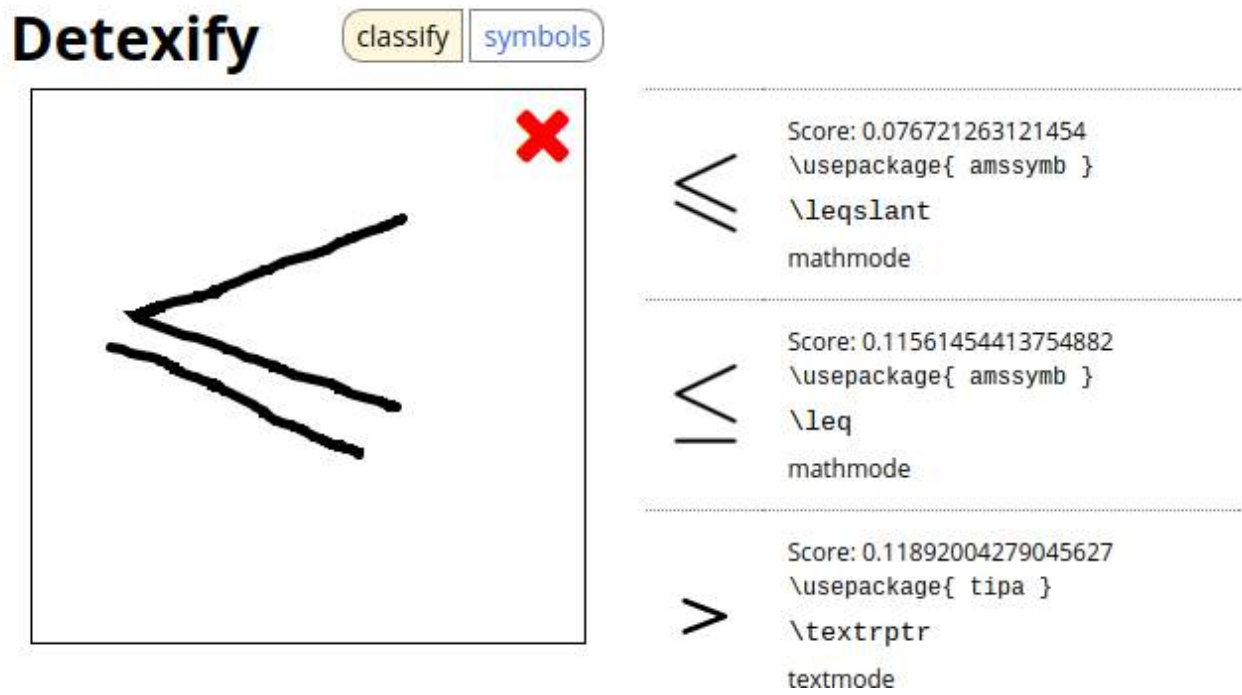 Detexify
classify symbols
Score: 0.076721263121454
\usepackage{ amssymb }
\leqslant
mathmode
Score: 0.11561454413754882
\usepackage{ amssymb }
\leq
mathmode
Score: 0.11892004279045627
\usepackage{ tipa }
\textrptr
textmode